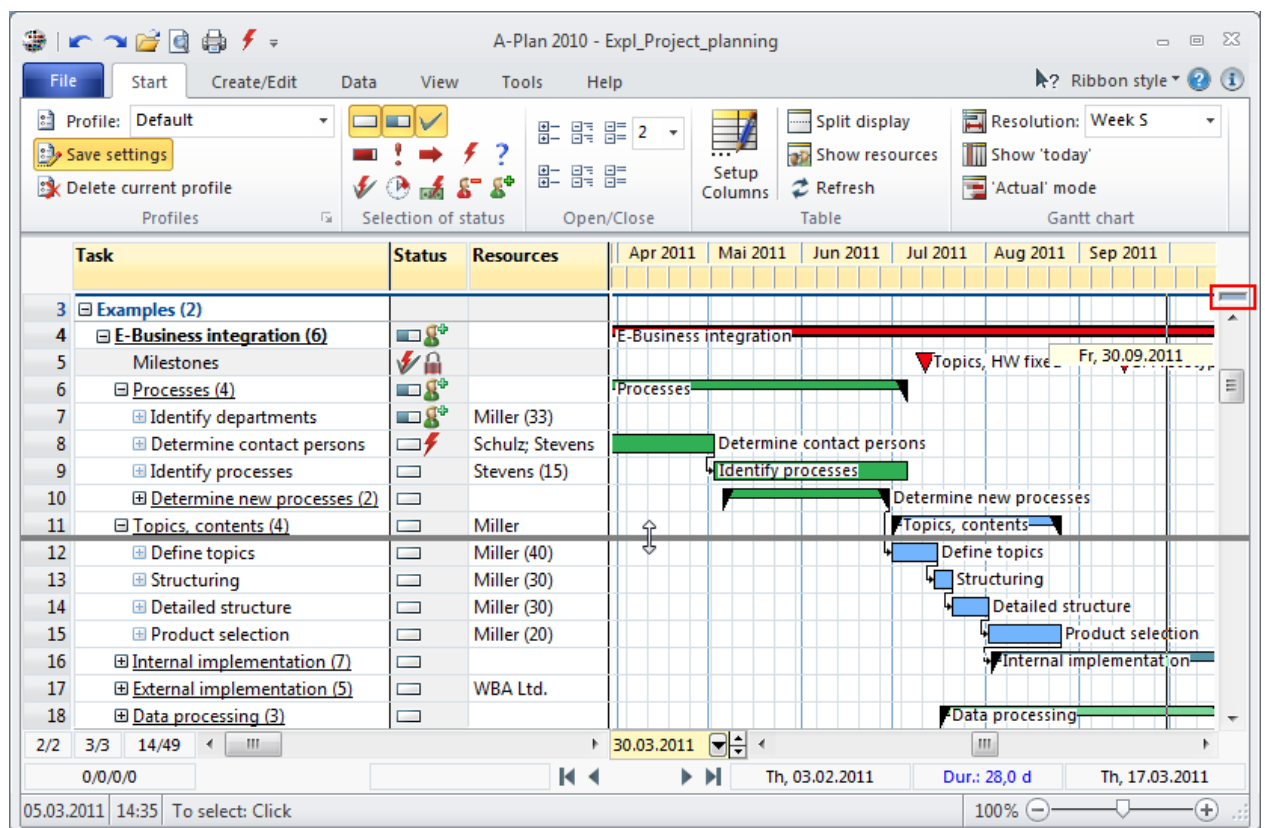 A-Plan 2010 - Expl_Project_planning
File Start Create/Edit Data View Tools Help ? Ribbon style
Profile: Default 2 Split display Resolution: Week S
Save settings Show resources Show 'today'
Delete current profile Setup Columns Refresh 'Actual' mode
Profiles Selection of status Open/Close Table Gantt chart
Task Status Resources Apr 2011 Mai 2011 Jun 2011 Jul 2011 Aug 2011 Sep 2011
3 Examples (2)
4 E-Business integration (6) E-Business integration
5 Milestones Topics, HW fixe Fr, 30.09.2011
6 Processes (4) Processes
7 Identify departments Miller (33)
8 Determine contact persons Schulz; Stevens Determine contact persons
9 Identify processes Stevens (15) Identify processes
10 Determine new processes (2) Determine new processes
11 Topics, contents (4) Miller Topics, contents
12 Define topics Miller (40) Define topics
13 Structuring Miller (30) Structuring
14 Detailed structure Miller (30) Detailed structure
15 Product selection Miller (20) Product selection
16 Internal implementation (7) Internal implementation
17 External implementation (5) WBA Ltd.
18 Data processing (3) Data processing
2/2 3/3 14/49 30.03.2011
0/0/0/0 Th, 03.02.2011 Dur.: 28,0 d Th, 17.03.2011
05.03.2011 14:35 To select: Click 100%